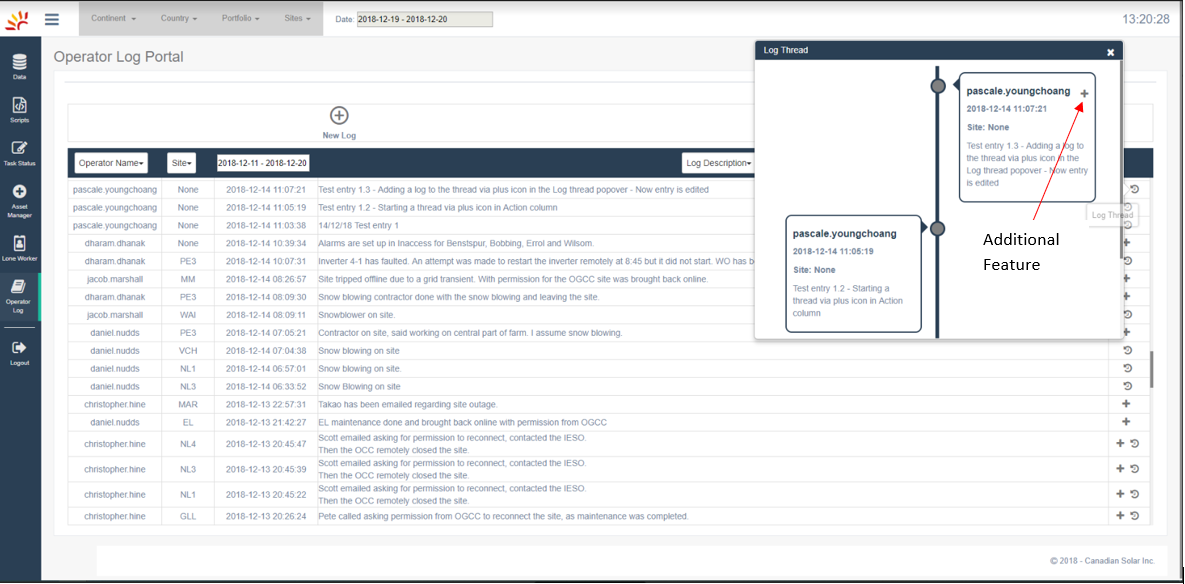 Continent Country Portfolio Sites Date: 2018-12-19 - 2018-12-20 13:20:28
Data
Scripts
Task Status
Asset
Manager
Lone Worker
Operator
Log
Logout
Operator Log Portal
New Log
Operator Name Site 2018-12-11 - 2018-12-20 Log Description
pascale.youngchoang None 2018-12-14 11:07:21 Test entry 1.3 - Adding a log to the thread via plus icon in the Log thread popover - Now entry is edited
pascale.youngchoang None 2018-12-14 11:05:19 Test entry 1.2 - Starting a thread via plus icon in Action column
pascale.youngchoang None 2018-12-14 11:03:38 14/12/18 Test entry 1
dharam.dhanak None 2018-12-14 10:39:34 Alarms are set up in Inaccess for Benstspur, Bobbing, Errol and Wilsom.
dharam.dhanak PE3 2018-12-14 10:07:31 Inverter 4-1 has faulted. An attempt was made to restart the inverter remotely at 8:45 but it did not start. WO has b
jacob.marshall MM 2018-12-14 08:26:57 Site tripped offline due to a grid transient. With permission for the OGCC site was brought back online.
dharam.dhanak PE3 2018-12-14 08:09:30 Snow blowing contractor done with the snow blowing and leaving the site.
jacob.marshall WAI 2018-12-14 08:09:11 Snowblower on site.
daniel.nudds PE3 2018-12-14 07:05:21 Contractor on site, said working on central part of farm. I assume snow blowing.
daniel.nudds VCH 2018-12-14 07:04:38 Snow blowing on site
daniel.nudds NL1 2018-12-14 06:57:01 Snow blowing on site.
daniel.nudds NL3 2018-12-14 06:33:52 Snow Blowing on site
christopher.hine MAR 2018-12-13 22:57:31 Takao has been emailed regarding site outage.
daniel.nudds EL 2018-12-13 21:42:27 EL maintenance done and brought back online with permission from OGCC
christopher.hine NL4 2018-12-13 20:45:47 Scott emailed asking for permission to reconnect, contacted the IESO.
Then the OCC remotely closed the site.
christopher.hine NL3 2018-12-13 20:45:39 Scott emailed asking for permission to reconnect, contacted the IESO.
Then the OCC remotely closed the site.
christopher.hine NL1 2018-12-13 20:45:22 Scott emailed asking for permission to reconnect, contacted the IESO.
Then the OCC remotely closed the site.
christopher.hine GLL 2018-12-13 20:26:24 Pete called asking permission from OGCC to reconnect the site, as maintenance was completed.
Log Thread
pascale.youngchoang
2018-12-14 11:07:21
Site: None
Test entry 1.3 - Adding a log to
the thread via plus icon in the
Log thread popover - Now entry
is edited
Log Thread
pascale.youngchoang
2018-12-14 11:05:19
Site: None
Test entry 1.2 - Starting a
thread via plus icon in Action
column
Additional
Feature
© 2018 - Canadian Solar Inc.